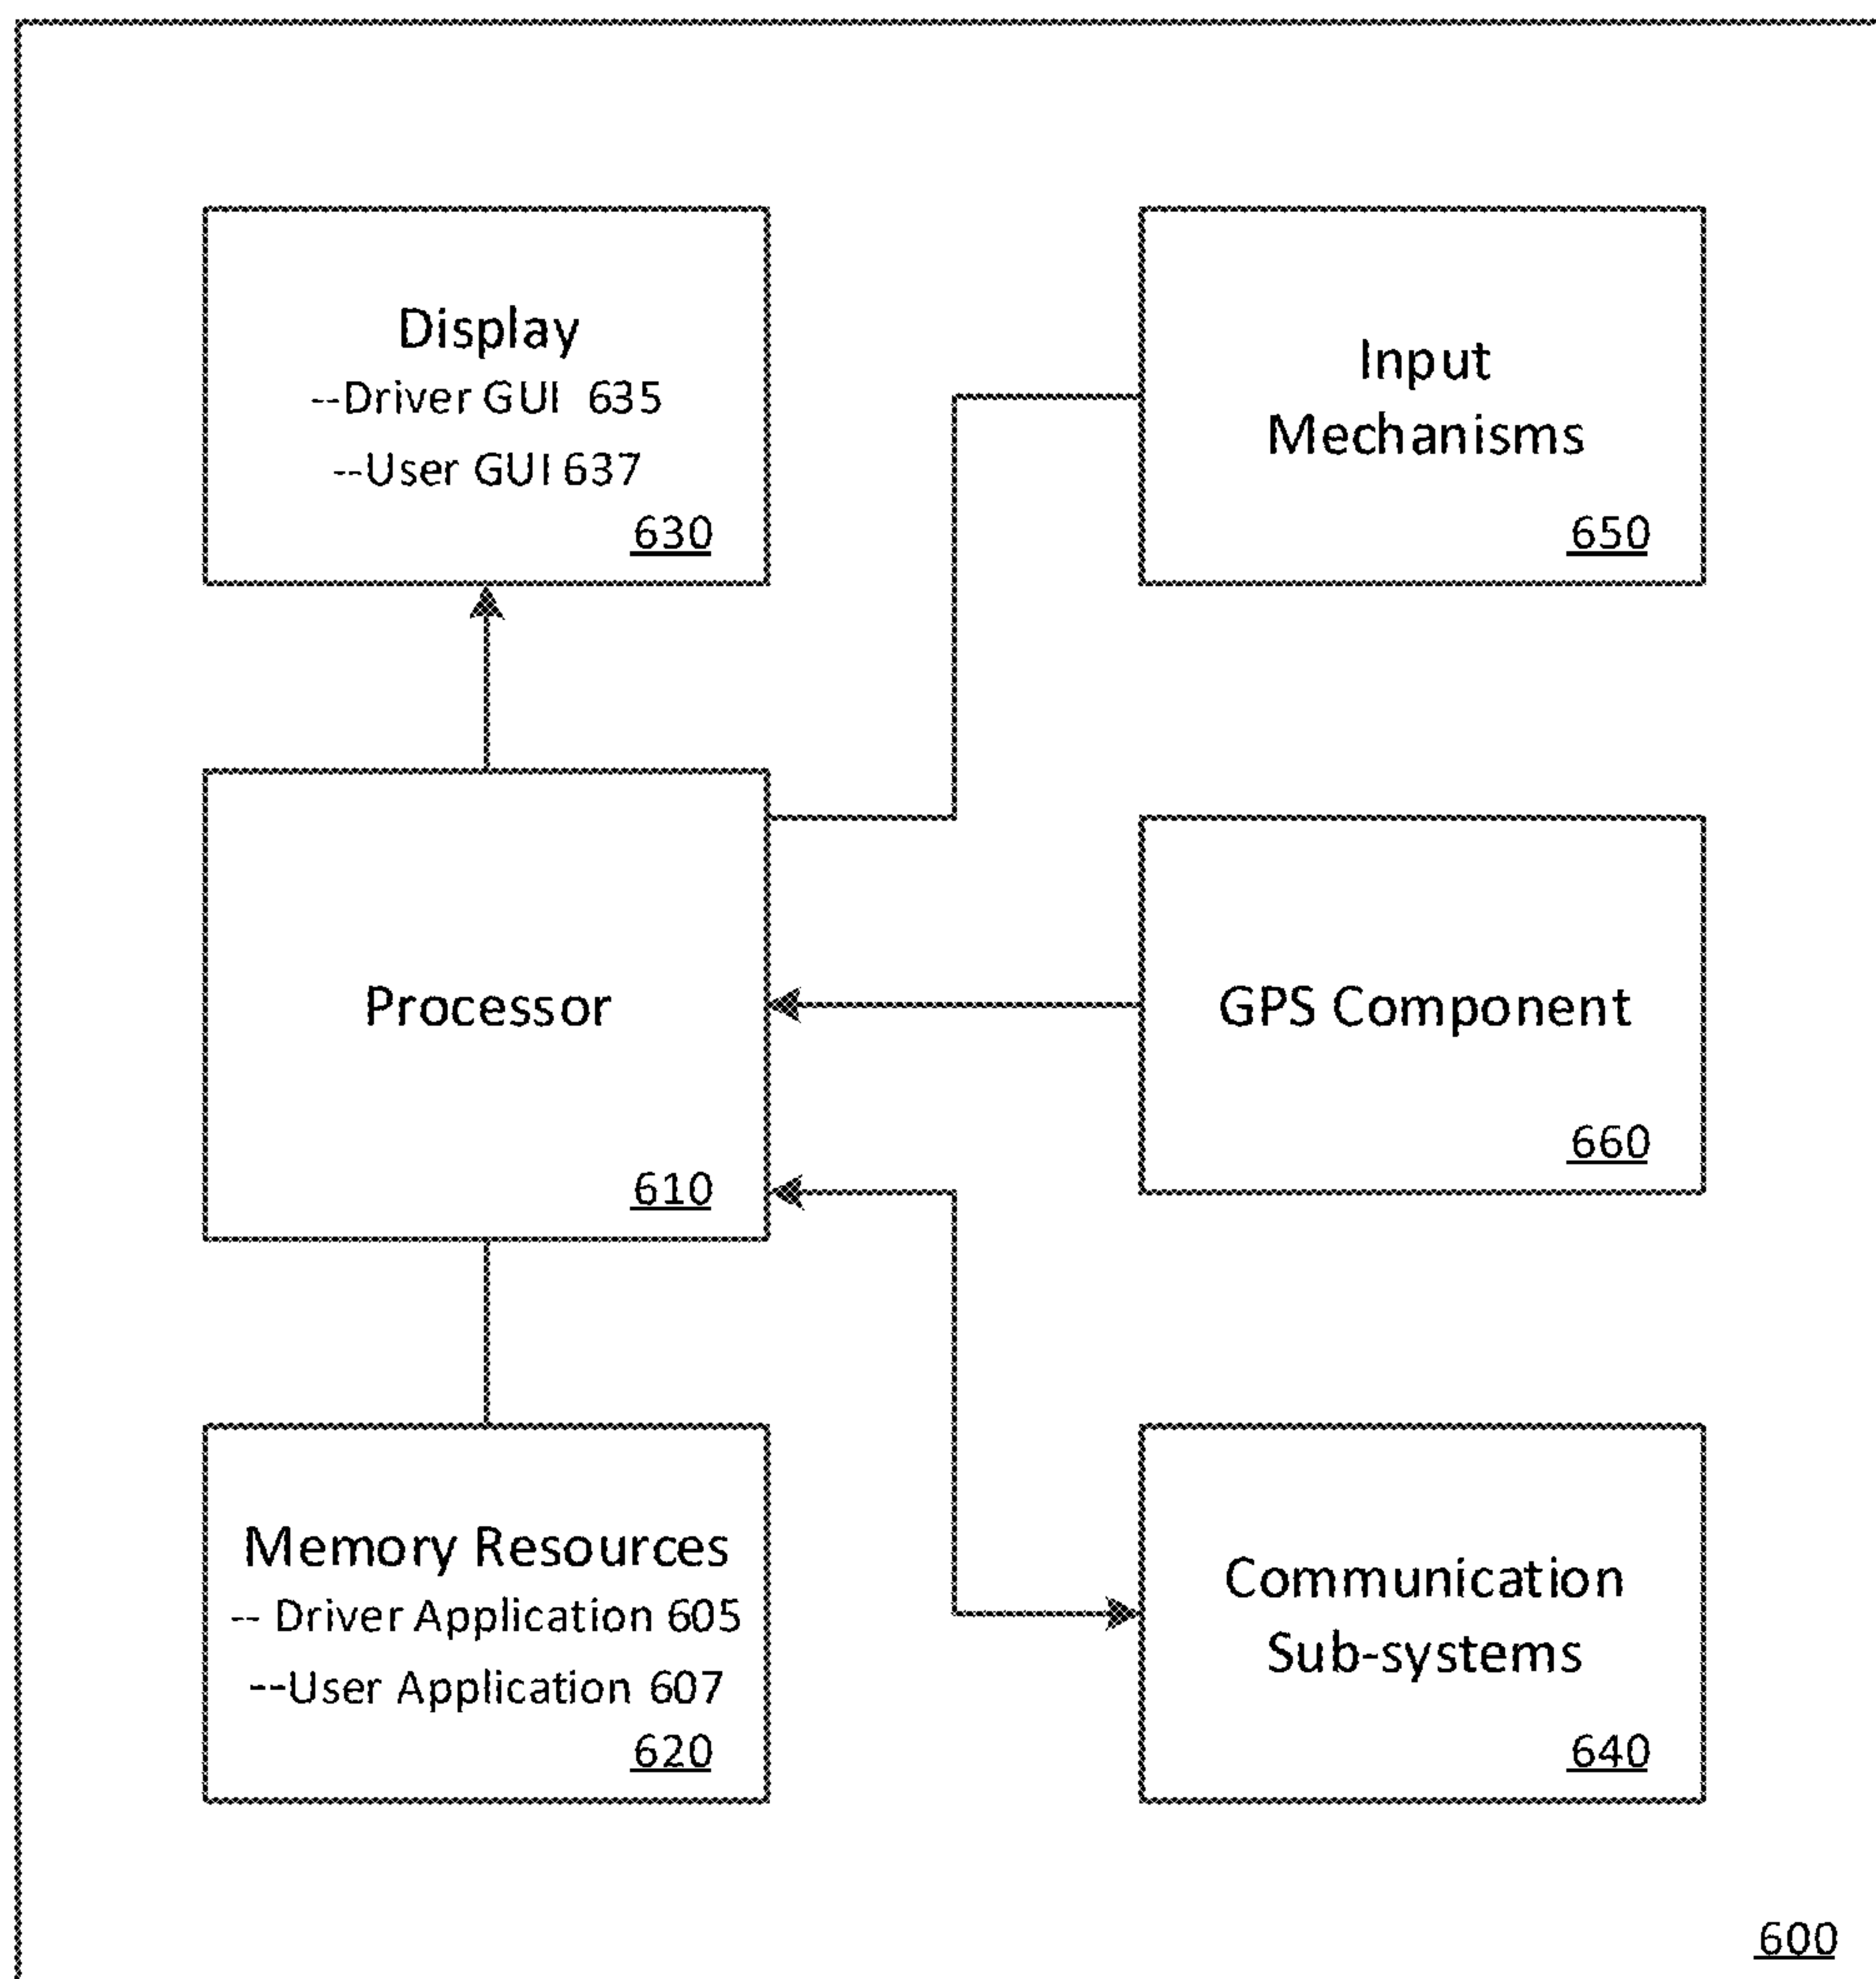 Display
--Driver GUI 635
--User GUI 637
630
Input
Mechanisms
650
Processor
610
GPS Component
660
Memory Resources
-- Driver Application 605
--User Application 607
620
Communication
Sub-systems
640
600